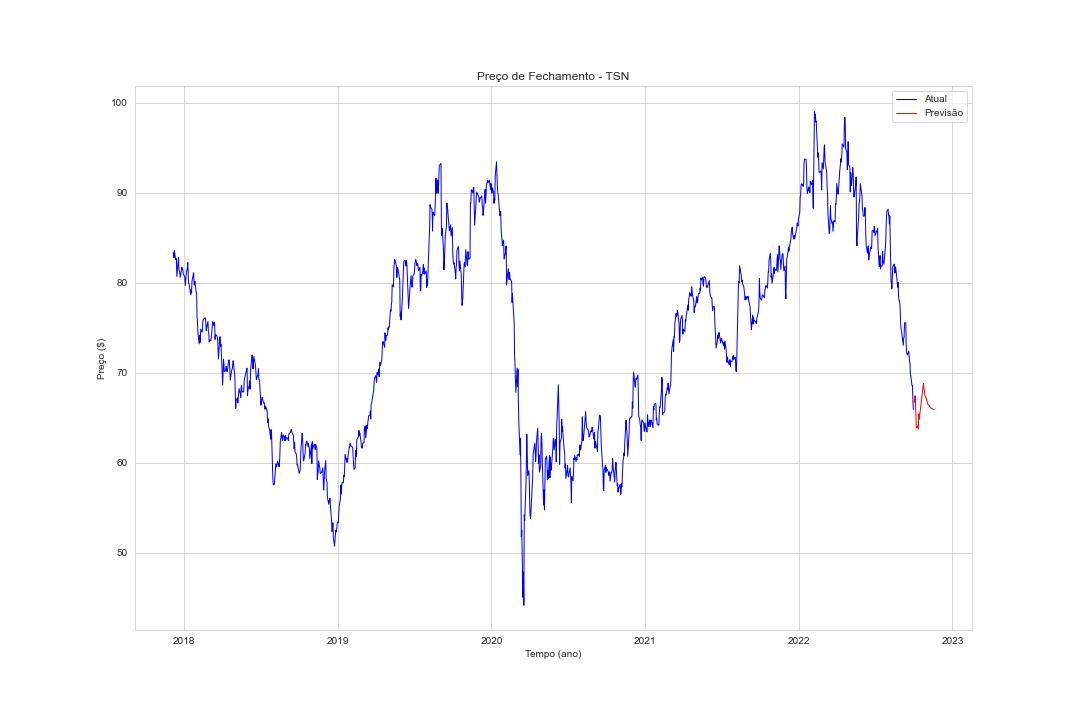 Preço de Fechamento - TSN
Atual
Previsão
100
90
80
70
60
50
Preço ($)
2018 2019 2020 2021 2022 2023
Tempo (ano)